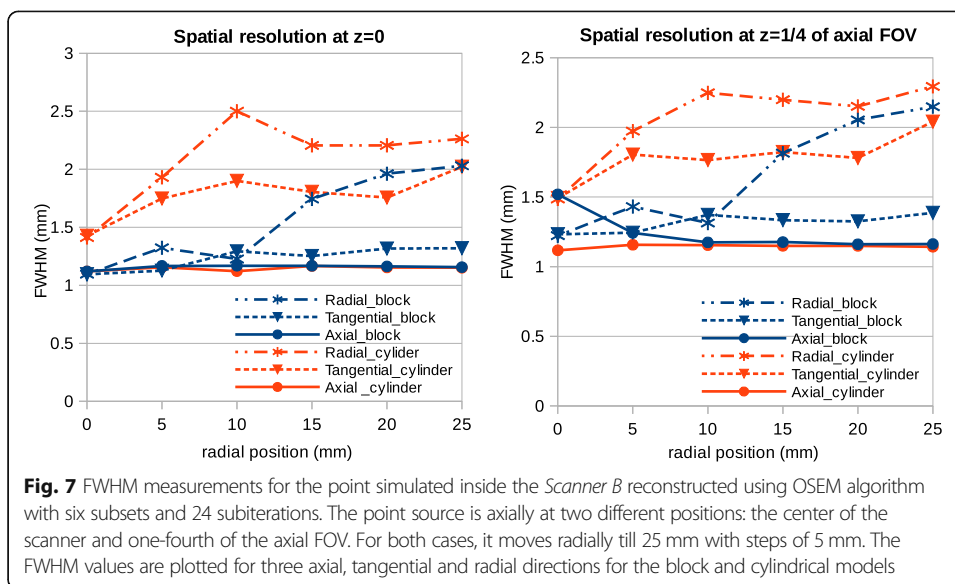 Spatial resolution at z=0
3
2.5
2
1.5
1
0.5
0
FWHM (mm)
0 5 10 15 20 25
radial position (mm)
Radial_block
Tangential_block
Axial_block
Radial_cylider
Tangential_cylinder
Axial _cylinder
Spatial resolution at z=1/4 of axial FOV
2.5
2
1.5
1
0.5
0
FWHM (mm)
0 5 10 15 20 25
radial position (mm)
Radial_block
Tangential_block
Axial_block
Radial_cylinder
Tangential_cylinder
Axial_cylinder
Fig. 7 FWHM measurements for the point simulated inside the Scanner B reconstructed using OSEM algorithm
with six subsets and 24 subiterations. The point source is axially at two different positions: the center of the
scanner and one-fourth of the axial FOV. For both cases, it moves radially till 25 mm with steps of 5 mm. The
FWHM values are plotted for three axial, tangential and radial directions for the block and cylindrical models